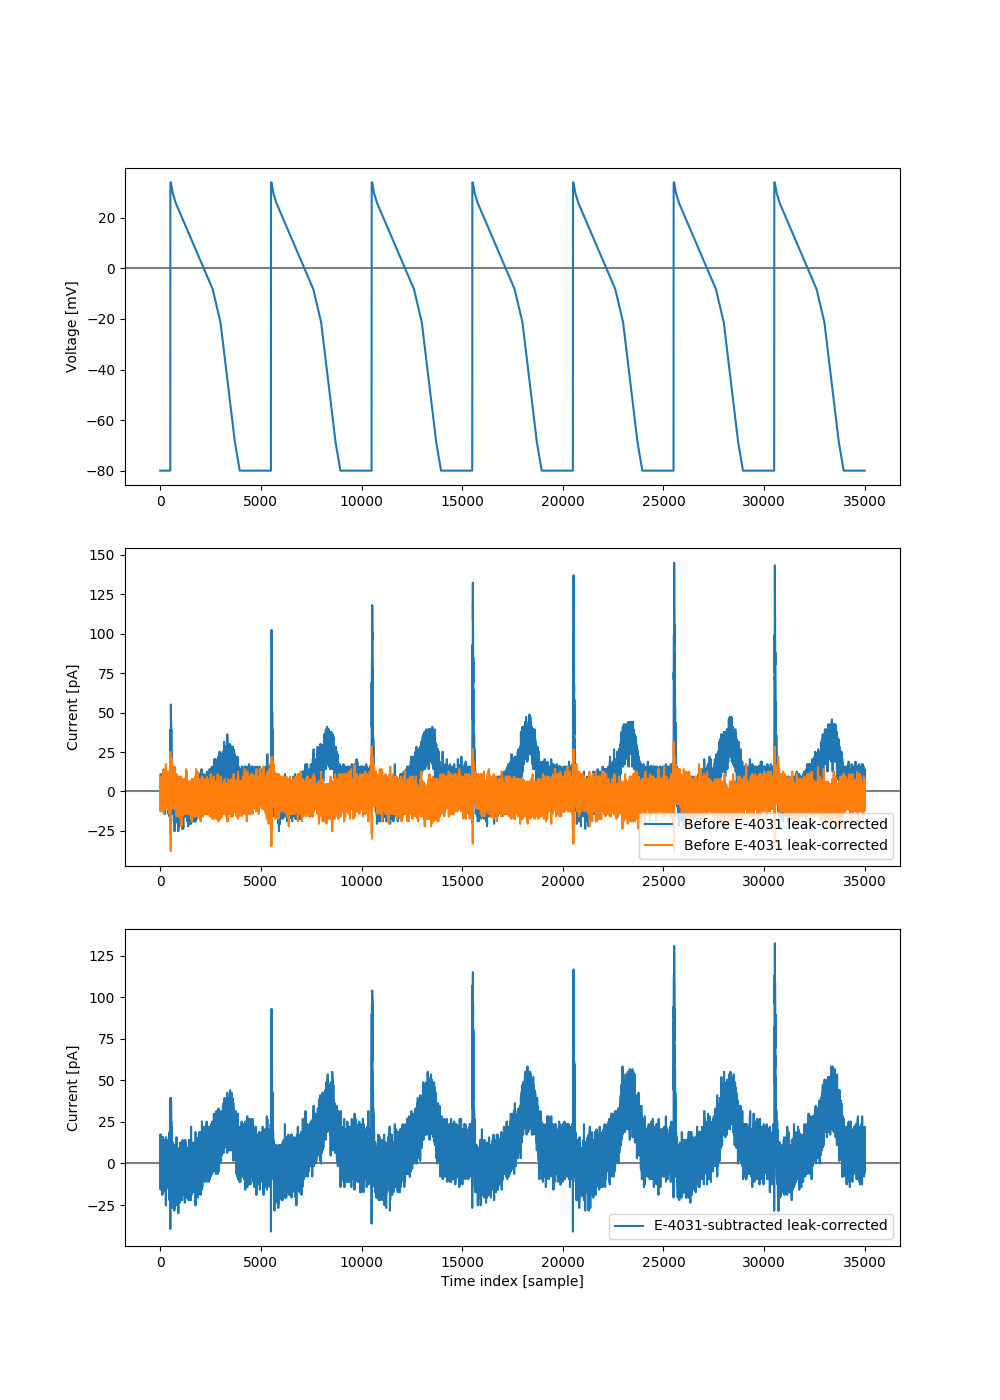 20
0
−20
−40
−60
−80
Voltage [mV]
0 5000 10000 15000 20000 25000 30000 35000
150
125
100
75
50
25
0
−25
Current [pA]
Before E-4031 leak-corrected
Before E-4031 leak-corrected
0 5000 10000 15000 20000 25000 30000 35000
125
100
75
50
25
0
−25
Current [pA]
E-4031-subtracted leak-corrected
0 5000 10000 15000 20000 25000 30000 35000
Time index [sample]